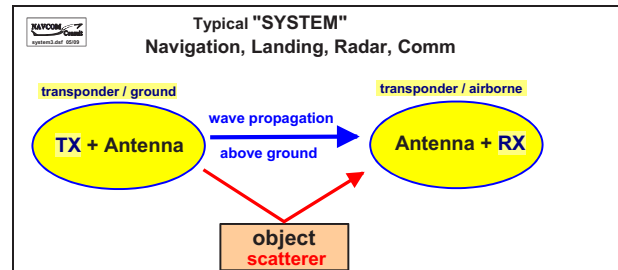 NAVCOM
Consult
system3.dsf 05/09
Typical "SYSTEM"
Navigation, Landing, Radar, Comm
transponder / ground
transponder / airborne
wave propagation
TX + Antenna
Antenna + RX
above ground
object
scatterer